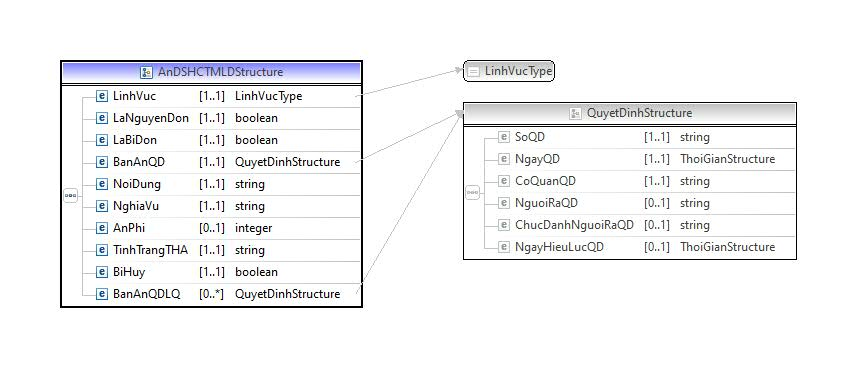 AnDSHCTMLDStructure
LinhVuc [1..1] LinhVucType
LaNguyenDon [1..1] boolean
LaBiDon [1..1] boolean
BanAnQD [1..1] QuyetDinhStructure
NoiDung [1..1] string
NghiaVu [1..1] string
AnPhi [0..1] integer
TinhTrangTHA [1..1] string
BiHuy [1..1] boolean
BanAnQDLQ [0..*] QuyetDinhStructure
LinhVucType
QuyetDinhStructure
SoQD [1..1] string
NgayQD [1..1] ThoiGianStructure
CoQuanQD [1..1] string
NguoiRaQD [0..1] string
ChucDanhNguoiRaQD [0..1] string
NgayHieuLucQD [0..1] ThoiGianStructure